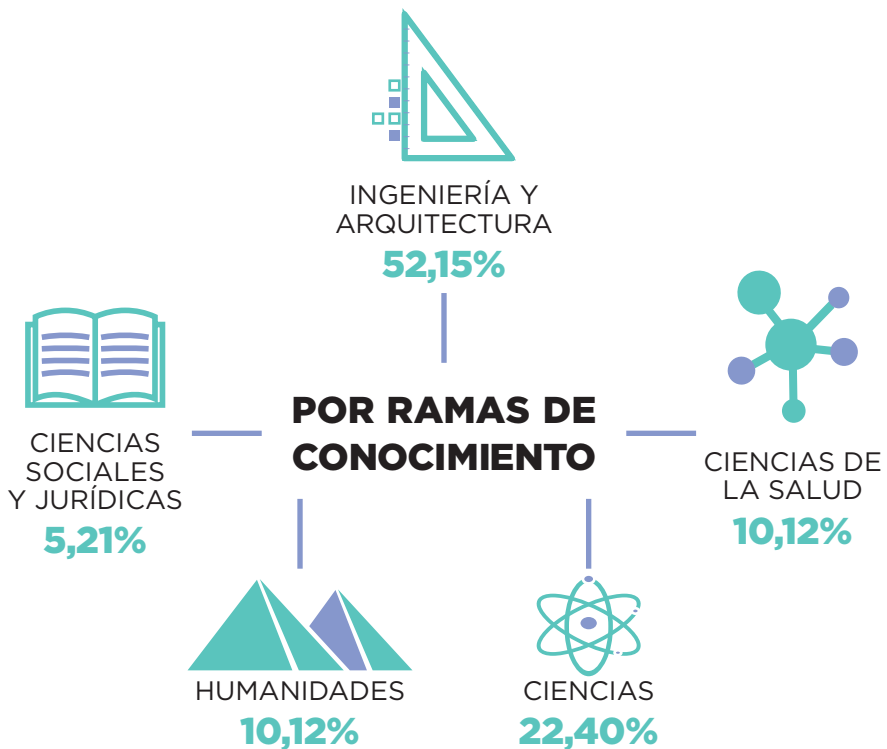 INGENIERÍA Y
ARQUITECTURA
52,15%
POR RAMAS DE
CONOCIMIENTO
CIENCIAS
SOCIALES
Y JURÍDICAS
5,21%
CIENCIAS DE
LA SALUD
10,12%
HUMANIDADES
10,12%
CIENCIAS
22,40%